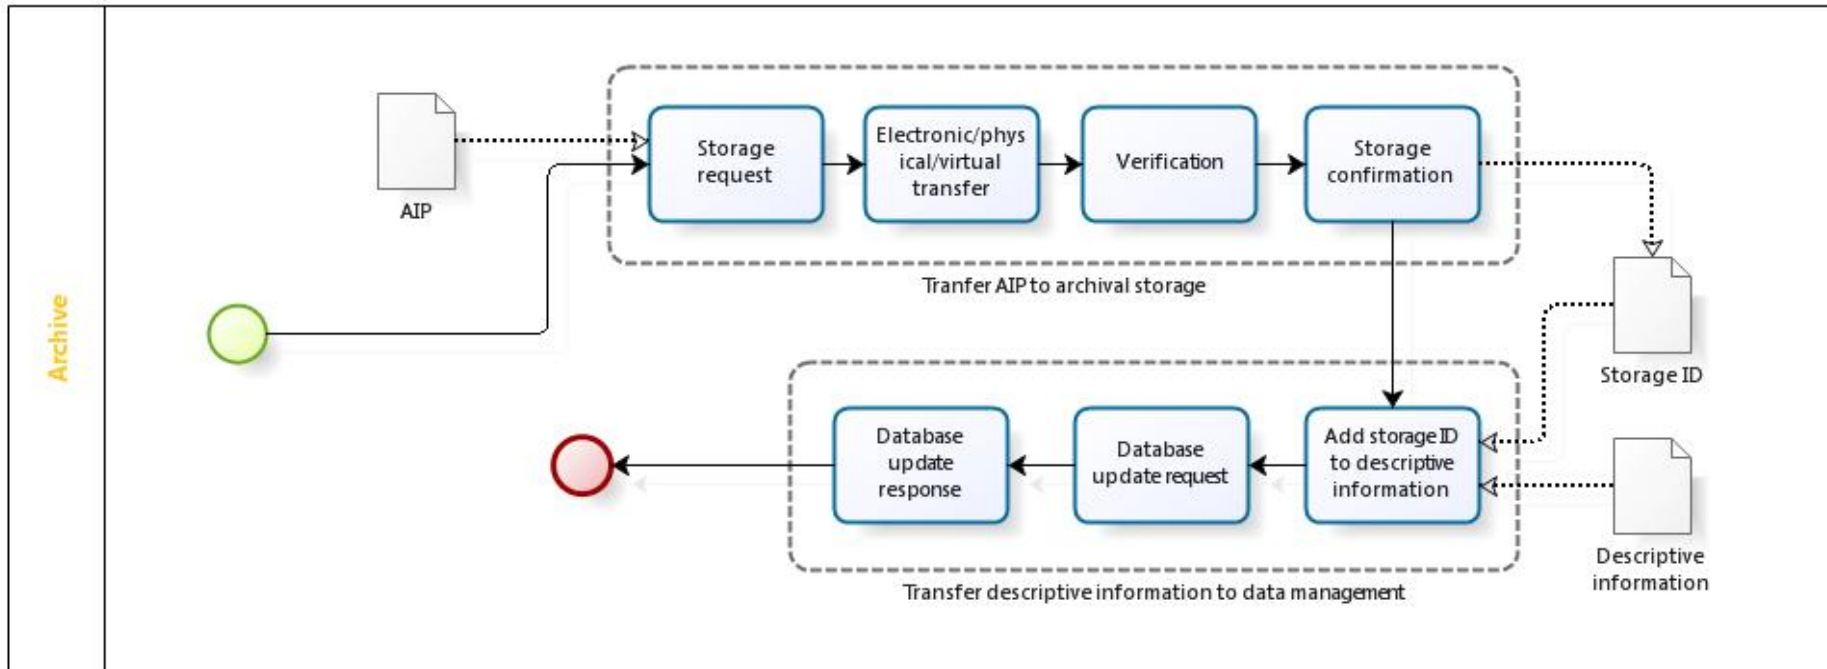 Archive
AIP
Storage
request
Electronic/phys
ical/virtual
transfer
Verification
Storage
confirmation
Tranfer AIP to archival storage
Storage ID
Database
update
response
Database
update request
Add storage ID
to descriptive
information
Descriptive
information
Transfer descriptive information to data management